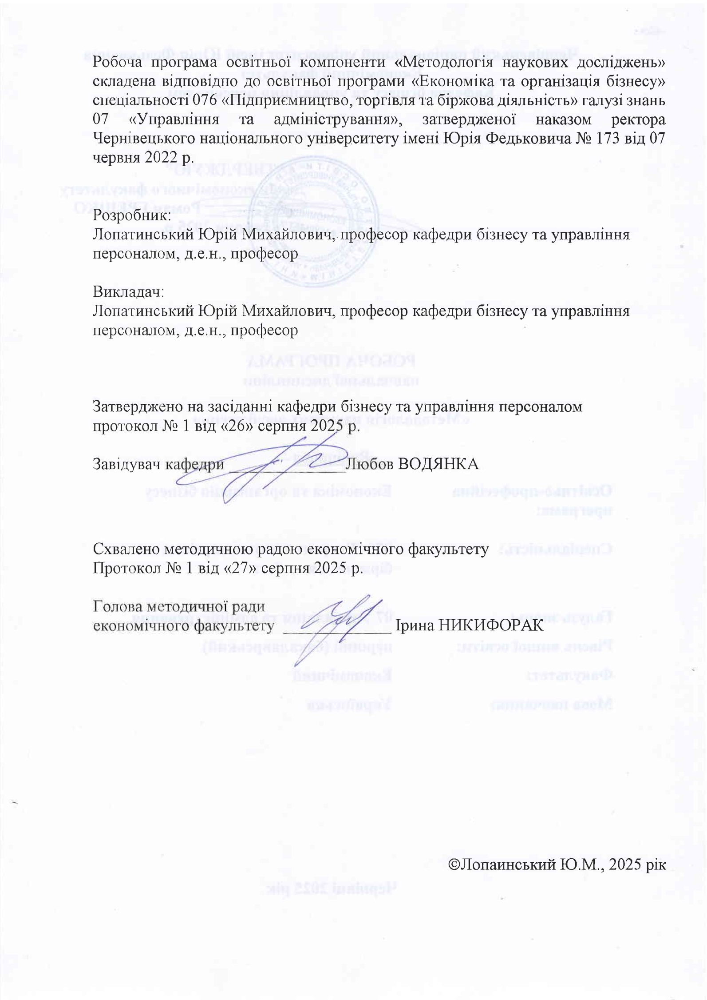 Робоча програма освітньої компоненти «Методологія наукових досліджень»
складена відповідно до освітньої програми «Економіка та організація бізнесу»
спеціальності 076 «Підприємництво, торгівля та біржова діяльність» галузі знань
07 «Управління та адміністрування», затвердженої наказом ректора
Чернівецького національного університету імені Юрія Федьковича № 173 від 07
червня 2022 р.
Розробник:
Лопатинський Юрій Михайлович, професор кафедри бізнесу та управління
персоналом, д.е.н., професор
Викладач:
Лопатинський Юрій Михайлович, професор кафедри бізнесу та управління
персоналом, д.е.н., професор
Затверджено на засіданні кафедри бізнесу та управління персоналом
протокол № 1 від «26» серпня 2025 р.
Завідувач кафедри ______________Любов ВОДЯНКА
Схвалено методичною радою економічного факультету
Протокол № 1 від «27» серпня 2025 р.
Голова методичної ради
економічного факультету _____________ Ірина НИКИФОРАК
©Лопаинський Ю.М., 2025 рік